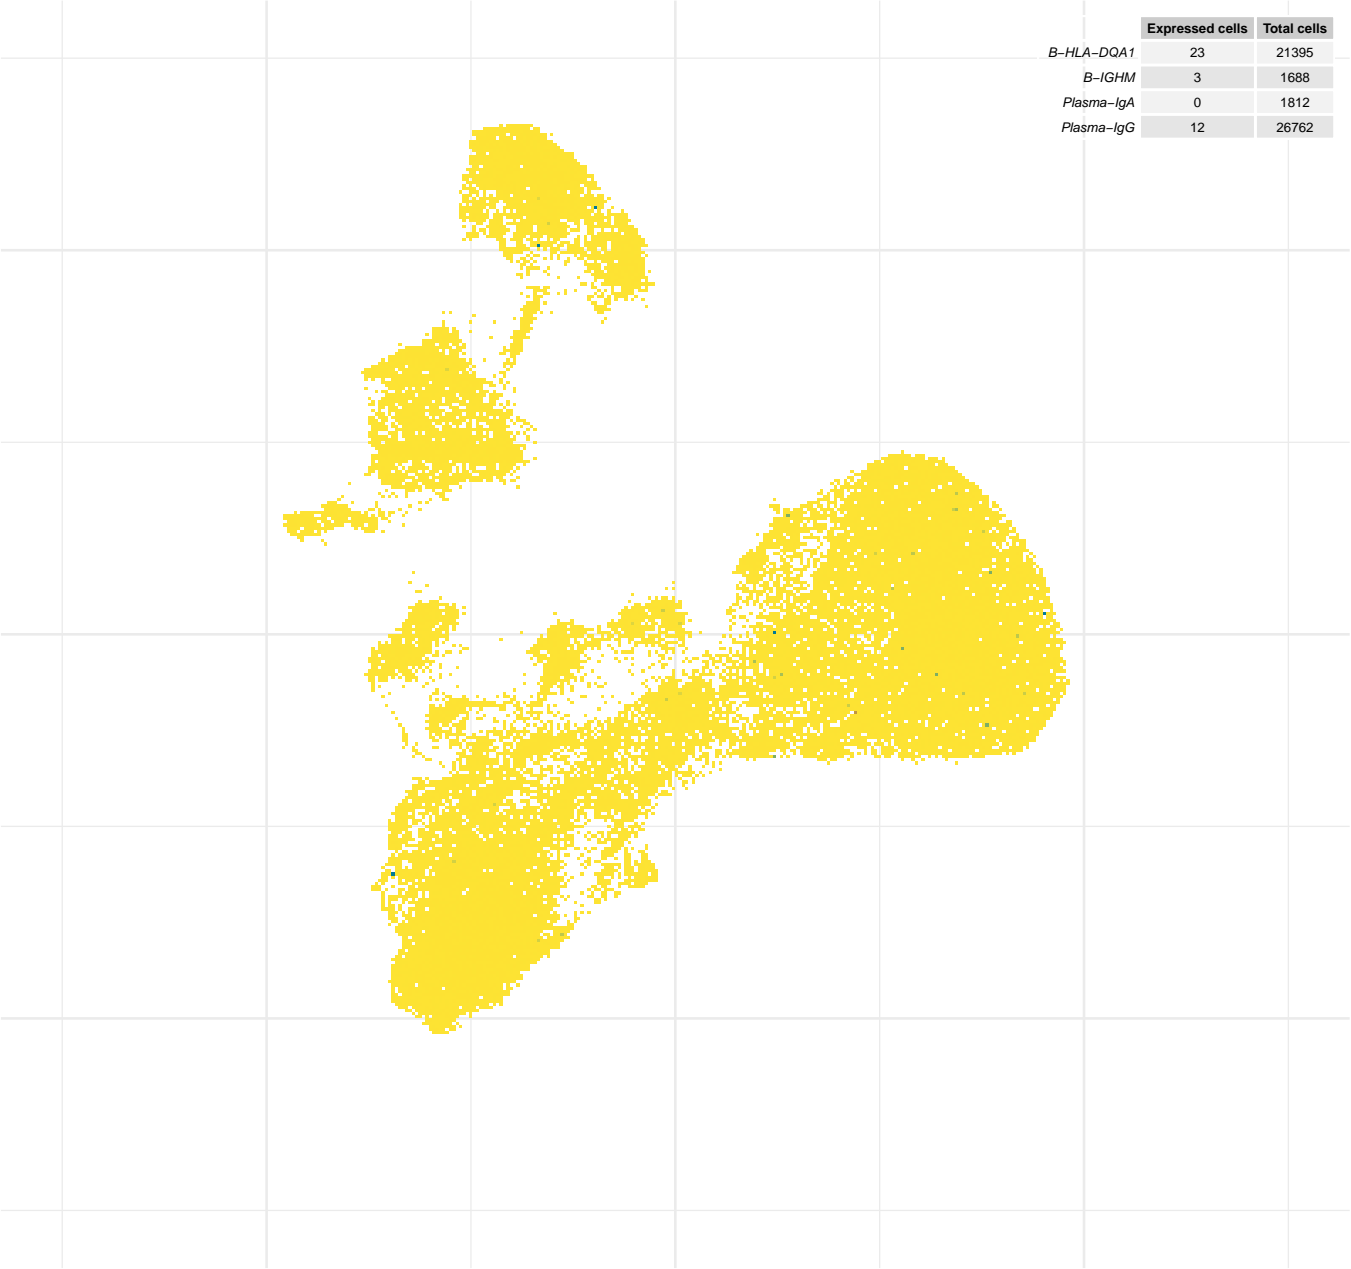 Expressed cells Total cells
B−HLA−DQA1 23 21395
B−IGHM 3 1688
Plasma−IgA 0 1812
Plasma−IgG 12 26762